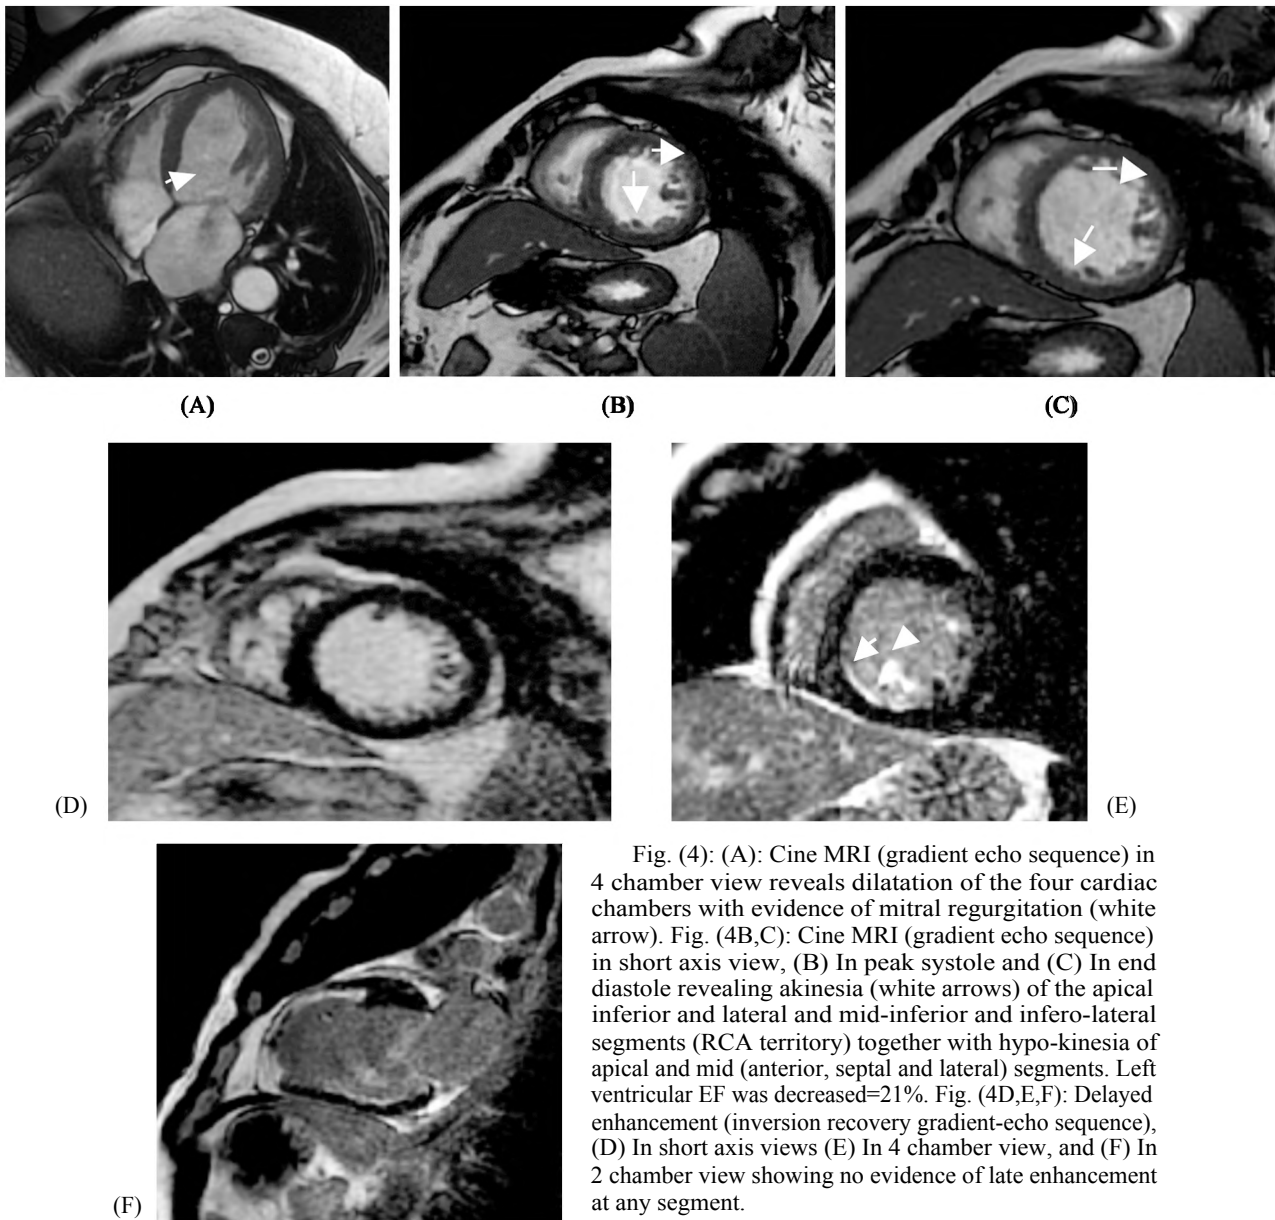 (A)
(B)
(C)
(D)
(E)
(F)
Fig. (4): (A): Cine MRI (gradient echo sequence) in
4 chamber view reveals dilatation of the four cardiac
chambers with evidence of mitral regurgitation (white
arrow). Fig. (4B,C): Cine MRI (gradient echo sequence)
in short axis view, (B) In peak systole and (C) In end
diastole revealing akinesia (white arrows) of the apical
inferior and lateral and mid-inferior and infero-lateral
segments (RCA territory) together with hypo-kinesia of
apical and mid (anterior, septal and lateral) segments. Left
ventricular EF was decreased=21%. Fig. (4D,E,F): Delayed
enhancement (inversion recovery gradient-echo sequence),
(D) In short axis views (E) In 4 chamber view, and (F) In
2 chamber view showing no evidence of late enhancement
at any segment.